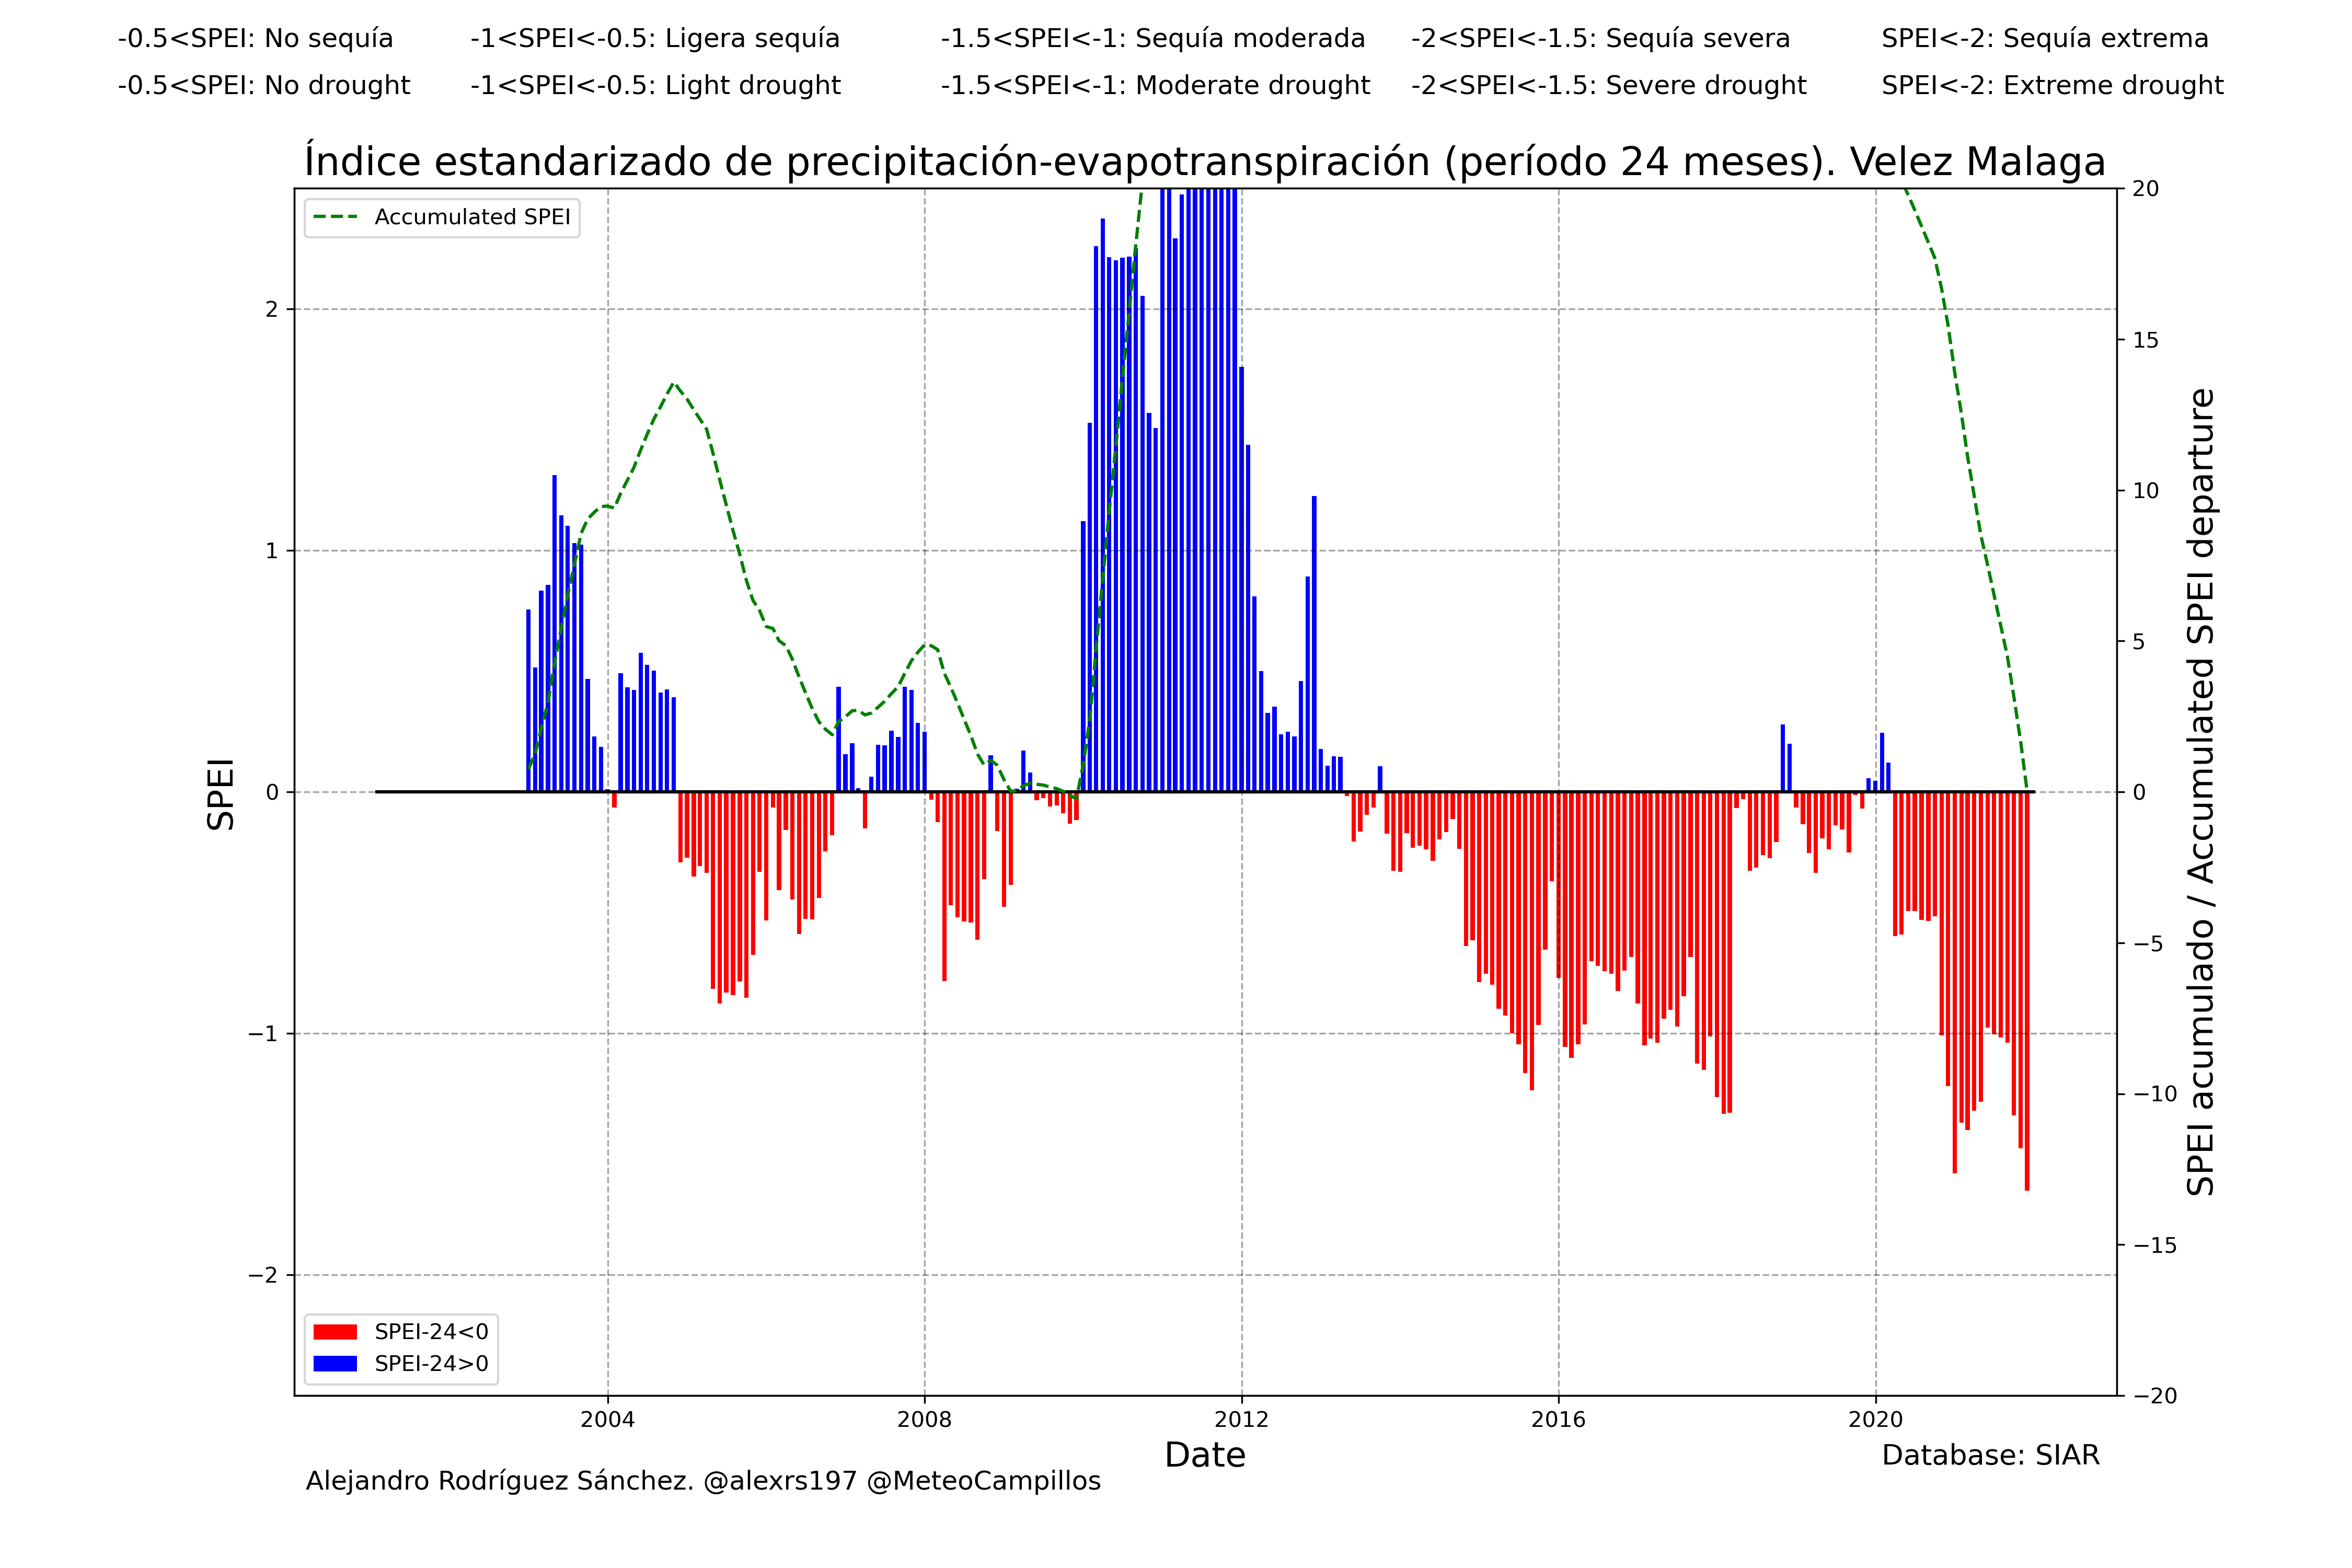 -0.5<SPEI: No sequía -1<SPEI<-0.5: Ligera sequía -1.5<SPEI<-1: Sequía moderada -2<SPEI<-1.5: Sequía severa SPEI<-2: Sequía extrema
-0.5<SPEI: No drought -1<SPEI<-0.5: Light drought -1.5<SPEI<-1: Moderate drought -2<SPEI<-1.5: Severe drought SPEI<-2: Extreme drought
Índice estandarizado de precipitación-evapotranspiración (período 24 meses). Velez Malaga
Accumulated SPEI
2
1
0
−1
−2
SPEI
20
15
10
5
0
−5
−10
−15
−20
SPEI acumulado / Accumulated SPEI departure
SPEI-24<0
SPEI-24>0
2004 2008 2012 2016 2020
Date
Database: SIAR
Alejandro Rodríguez Sánchez. @alexrs197 @MeteoCampillos